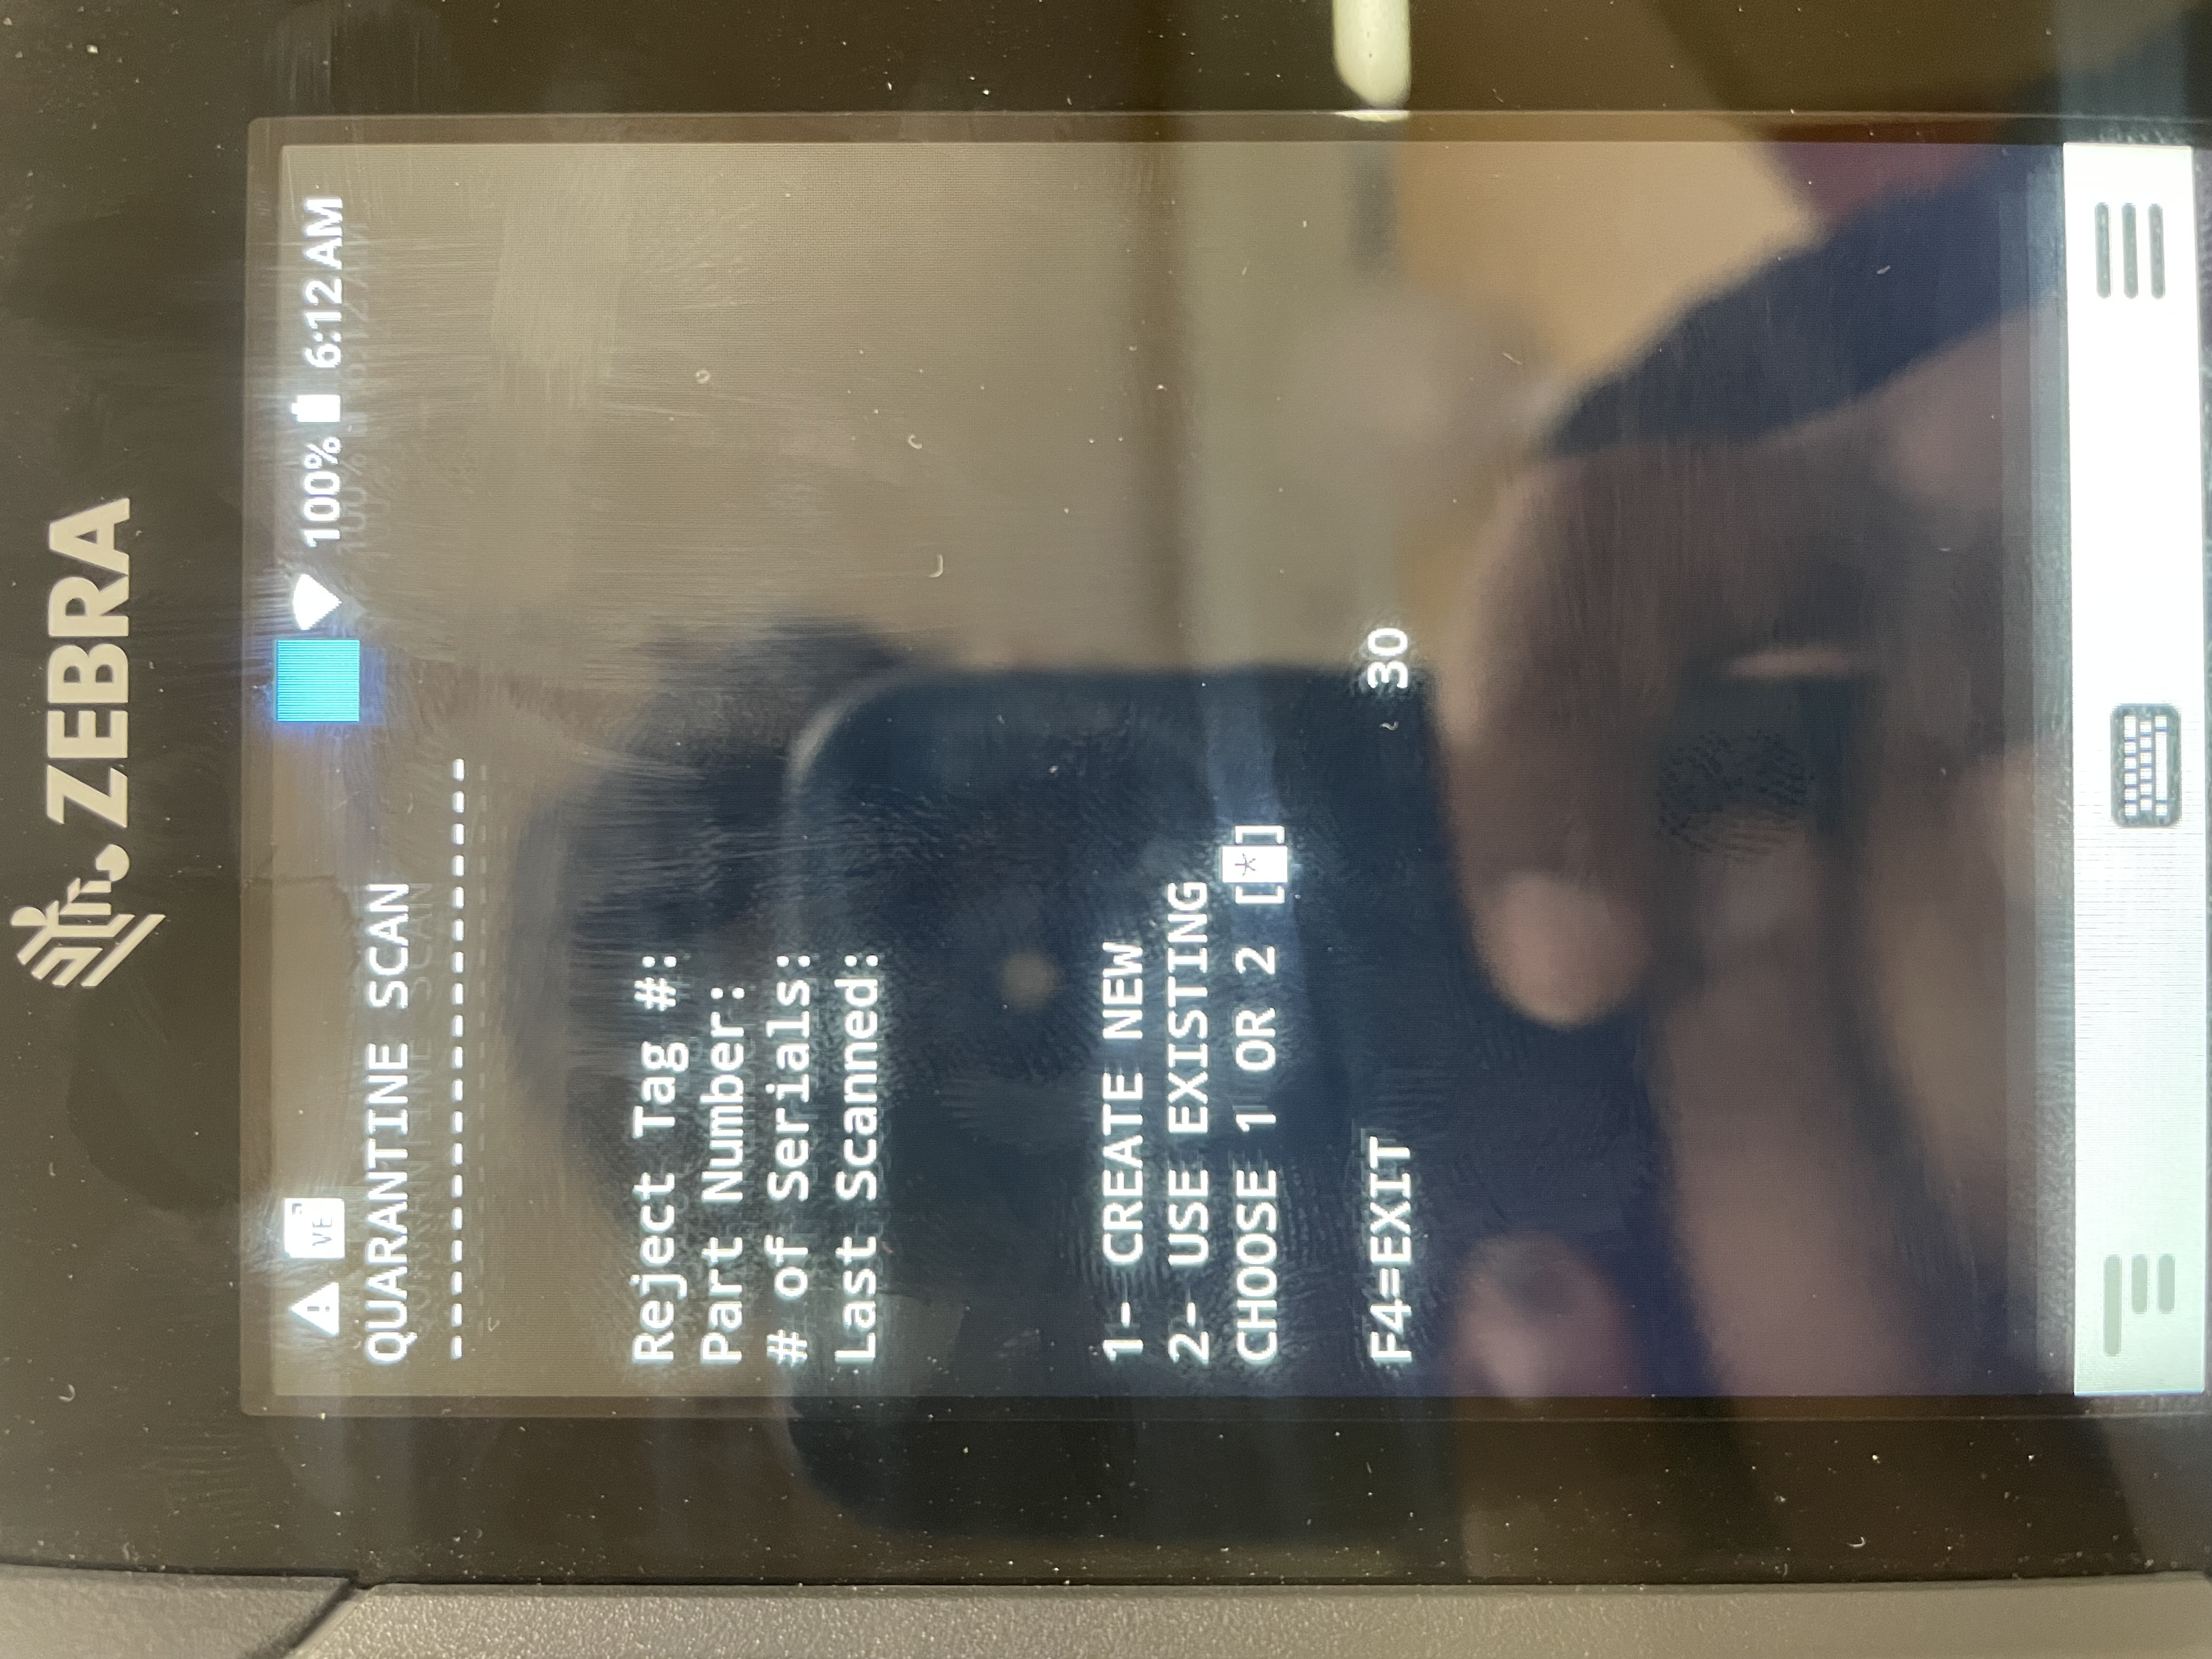 ZEBRA
VE 100% 6:12 AM
QUARANTINE SCAN
-------------------
Reject Tag #:
Part Number:
# of Serials:
Last Scanned:
1- CREATE NEW
2- USE EXISTING
CHOOSE 1 OR 2 [*]
F4=EXIT 30